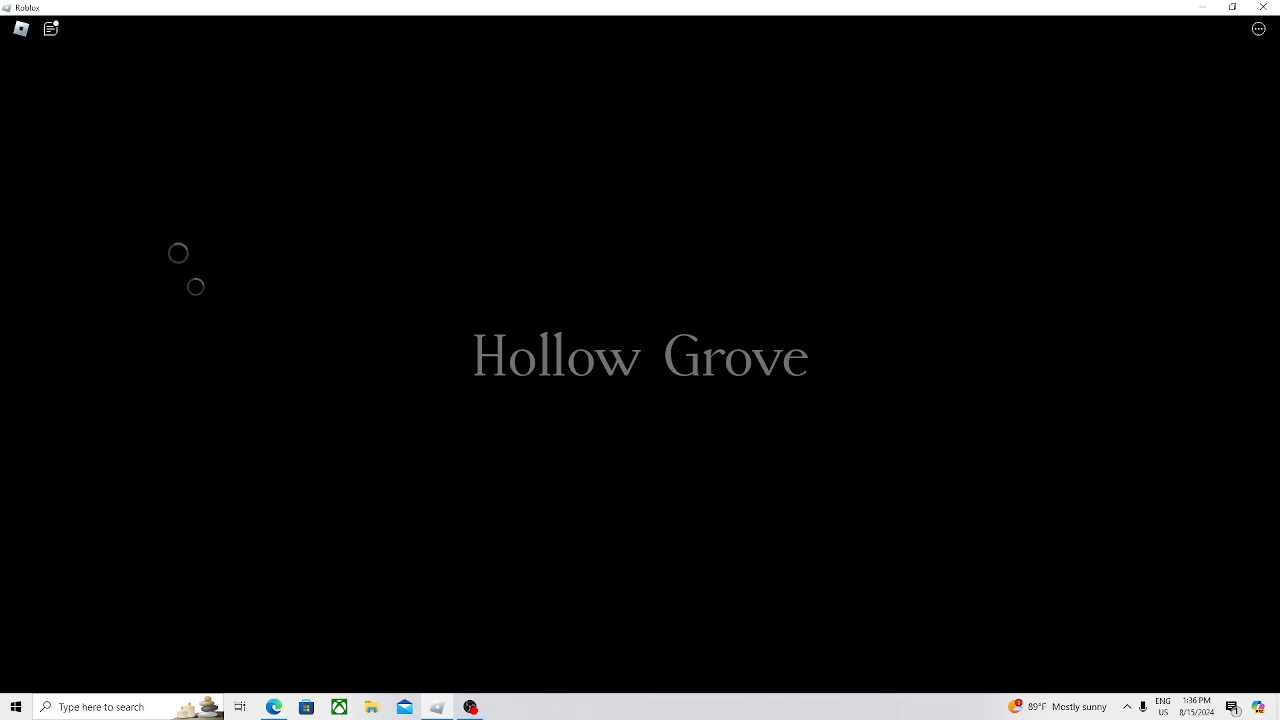 Roblox
Hollow Grove
Type here to search
89°F Mostly sunny
ENG
US
1:36 PM
8/15/2024